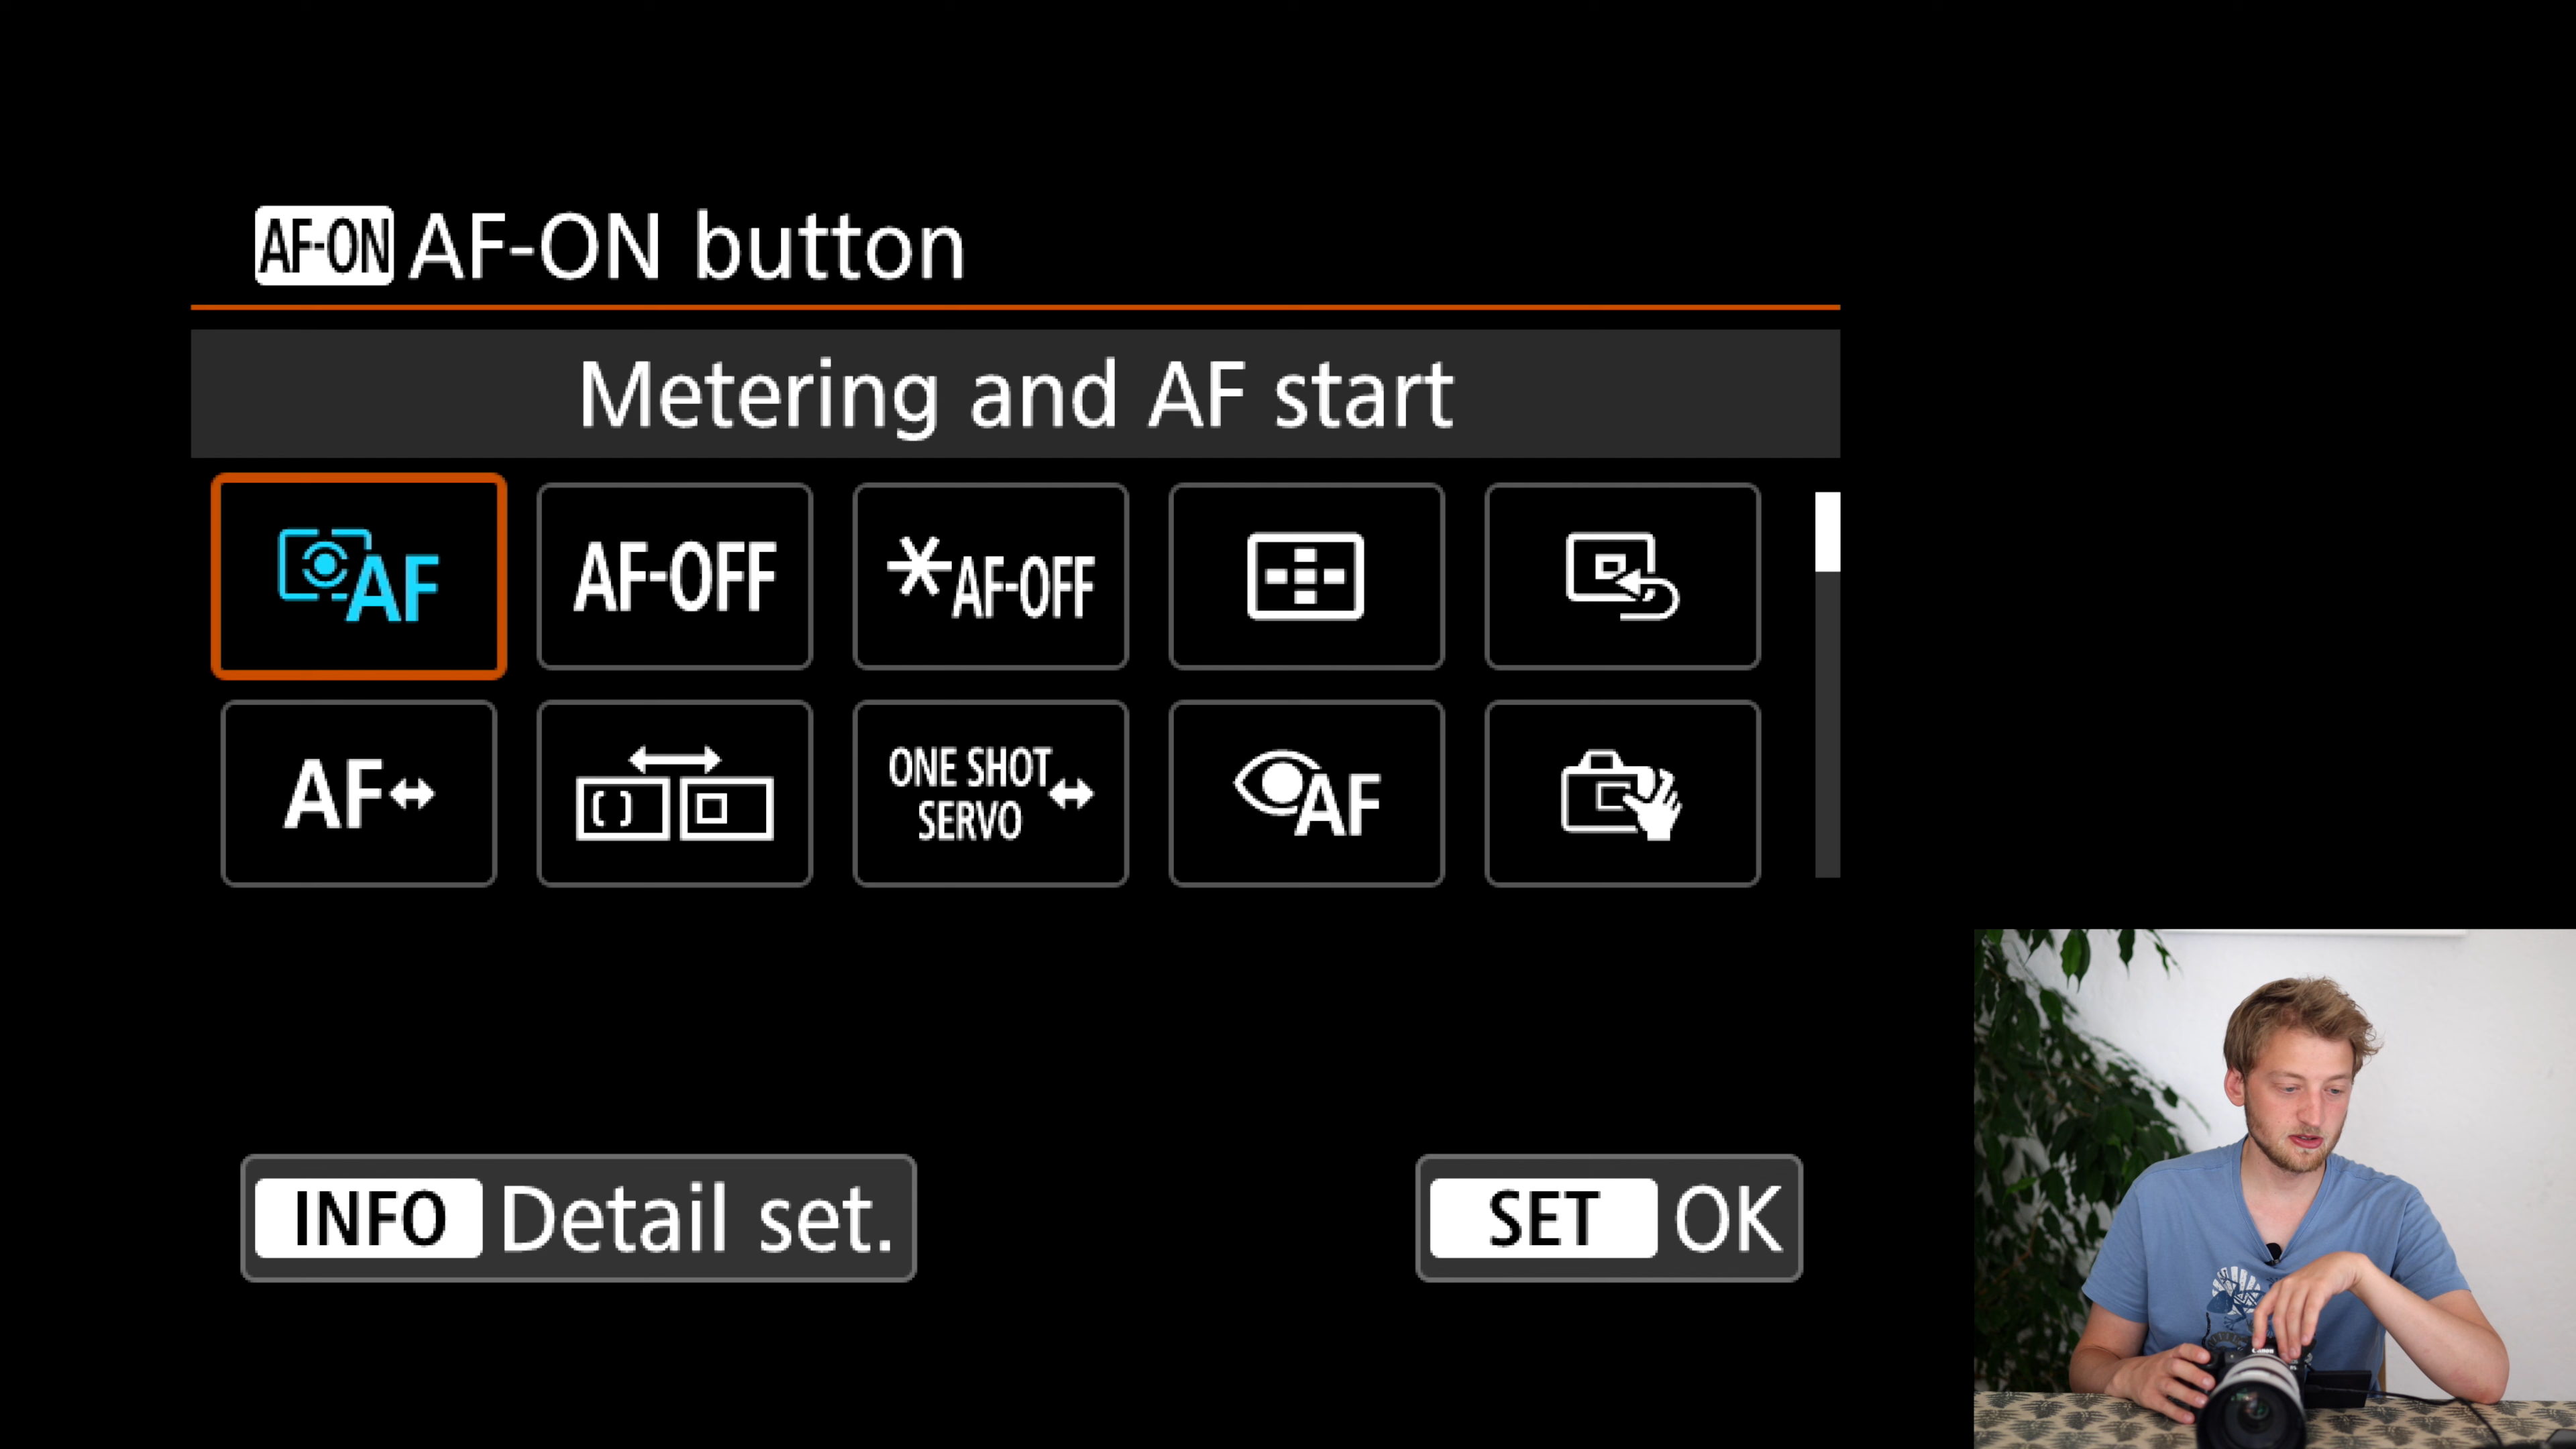 AF-ON AF-ON button
Metering and AF start
AF AF-OFF *AF-OFF
AF ONE SHOT SERVO AF
INFO Detail set. SET OK
Canon